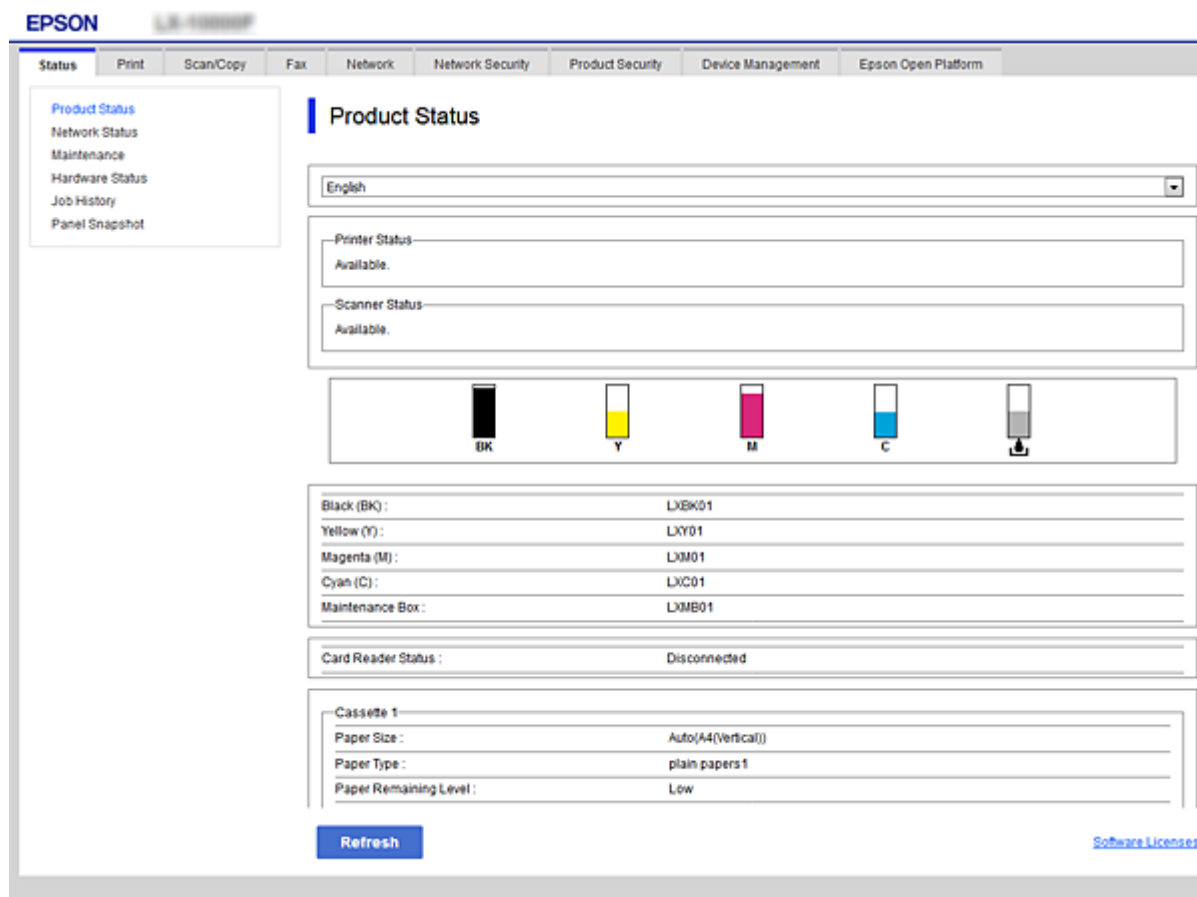 EPSON
Status Print Scan/Copy Fax Network Network Security Product Security Device Management Epson Open Platform
Product Status
Network Status
Maintenance
Hardware Status
Job History
Panel Snapshot
Product Status
English
Printer Status
Available.
Scanner Status
Available.
BK Y M C
Black (BK) : LXBK01
Yellow (Y) : LXY01
Magenta (M) : LXM01
Cyan (C) : LXC01
Maintenance Box : LXMB01
Card Reader Status : Disconnected
Cassette 1
Paper Size : Auto(A4(Vertical))
Paper Type : plain papers1
Paper Remaining Level : Low
Refresh
Software Licenses